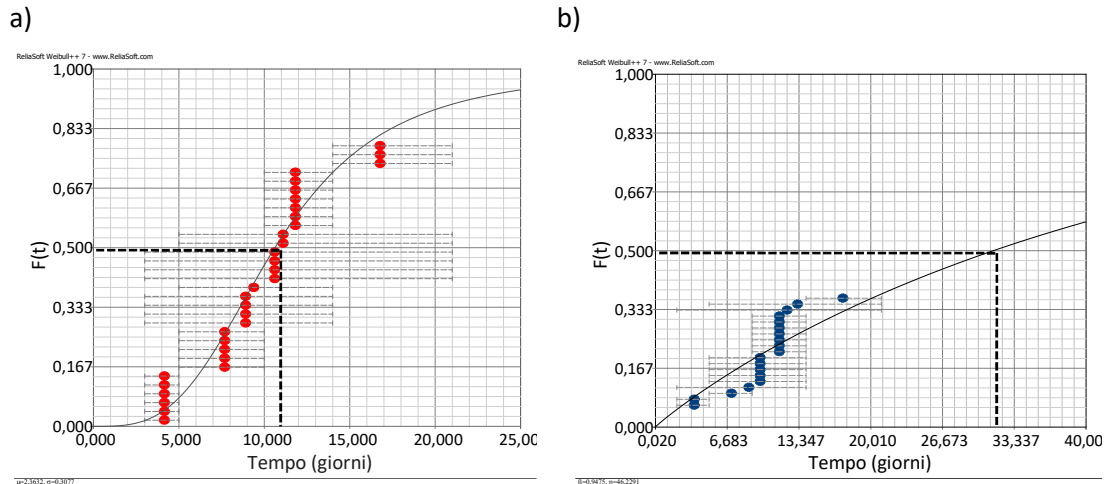 a)
ReliaSoft Weibull++ 7 - www.ReliaSoft.com
1,000
0,833
0,667
0,500
0,333
0,167
0,000
F(t)
0,000 5,000 10,000 15,000 20,000 25,00
Tempo (giorni)
μ=2.3632, σ=0.3077
b)
ReliaSoft Weibull++ 7 - www.ReliaSoft.com
1,000
0,833
0,667
0,500
0,333
0,167
0,000
F(t)
0,020 6,683 13,347 20,010 26,673 33,337 40,00
Tempo (giorni)
β=0.9475, η=46.2291